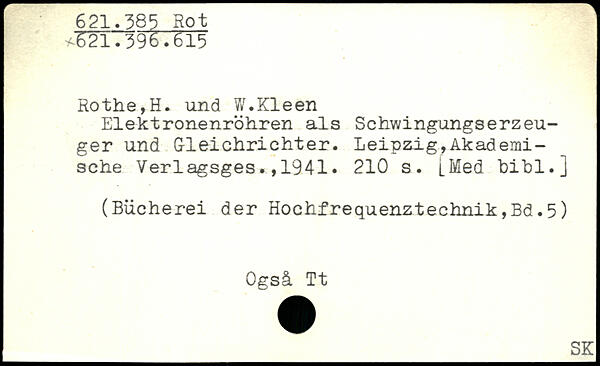 621.385 Rot
×621.396.615
Rothe,H. und W.Kleen
Elektronenröhren als Schwingungserzeu-
ger und Gleichrichter. Leipzig,Akademi-
sche Verlagsges.,1941. 210 s. [Med bibl.]
(Bücherei der Hochfrequenztechnik,Bd.5)
Også Tt
SK